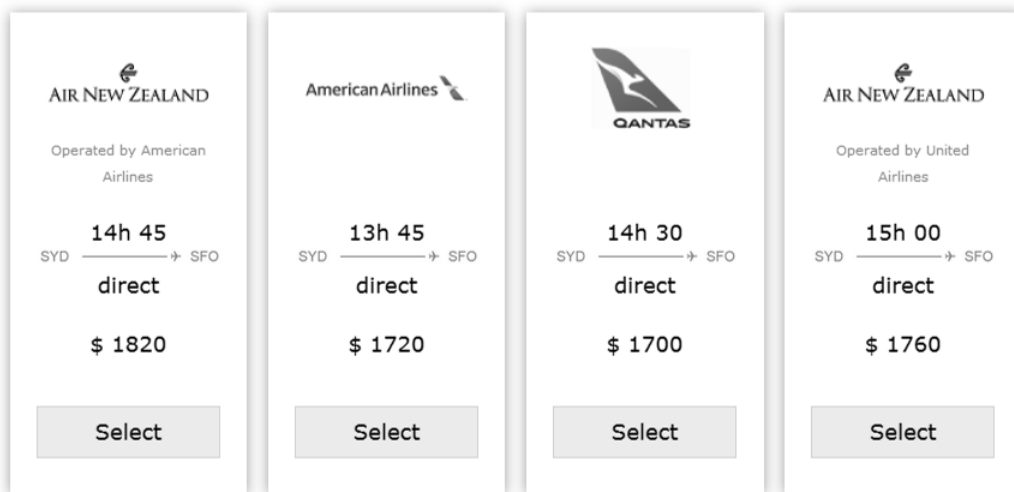 AIR NEW ZEALAND
Operated by American
Airlines
14h 45
SYD SFO
direct
$ 1820
Select
American Airlines
13h 45
SYD SFO
direct
$ 1720
Select
QANTAS
14h 30
SYD SFO
direct
$ 1700
Select
AIR NEW ZEALAND
Operated by United
Airlines
15h 00
SYD SFO
direct
$ 1760
Select